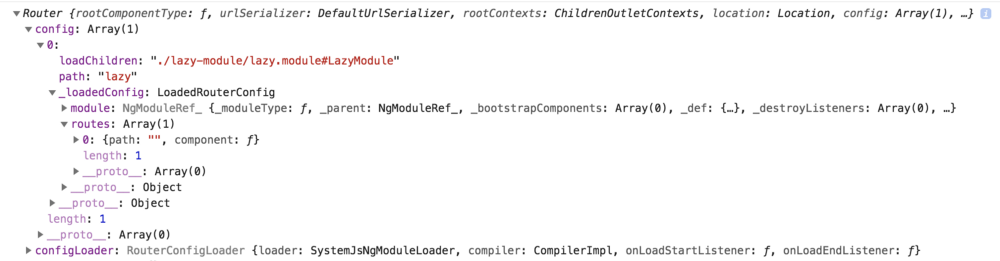 ▼Router {rootComponentType: ƒ, urlSerializer: DefaultUrlSerializer, rootContexts: ChildrenOutletContexts, location: Location, config: Array(1), …} i
▼config: Array(1)
▼0:
loadChildren: "./lazy-module/lazy.module#LazyModule"
path: "lazy"
▼_loadedConfig: LoadedRouterConfig
▶module: NgModuleRef_ {_moduleType: ƒ, _parent: NgModuleRef_, _bootstrapComponents: Array(0), _def: {…}, _destroyListeners: Array(0), …}
▼routes: Array(1)
▶0: {path: "", component: ƒ}
length: 1
▶__proto__: Array(0)
▶__proto__: Object
▶__proto__: Object
length: 1
▶__proto__: Array(0)
▶configLoader: RouterConfigLoader {loader: SystemJsNgModuleLoader, compiler: CompilerImpl, onLoadStartListener: ƒ, onLoadEndListener: ƒ}